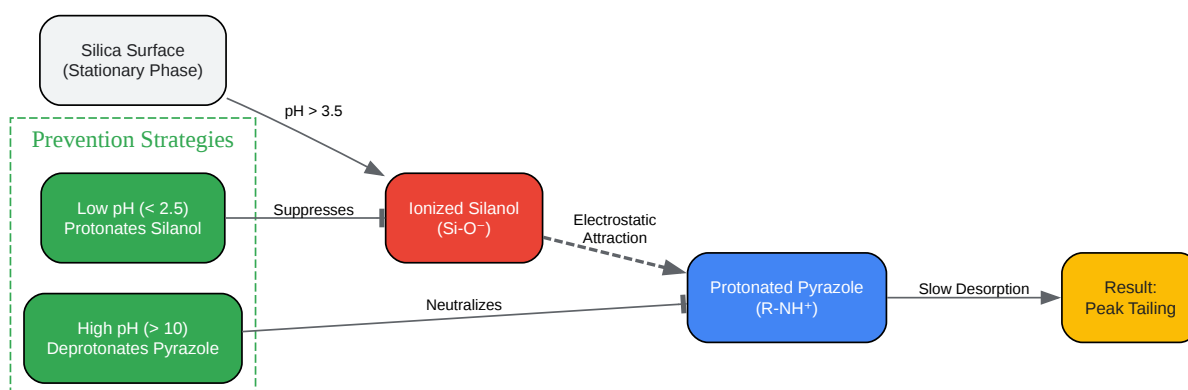 Silica Surface
(Stationary Phase)
pH > 3.5
Prevention Strategies
Low pH (< 2.5)
Protonates Silanol
Suppresses
Ionized Silanol
(Si-O⁻)
Electrostatic
Attraction
High pH (> 10)
Deprotonates Pyrazole
Neutralizes
Protonated Pyrazole
(R-NH⁺)
Slow Desorption
Result:
Peak Tailing